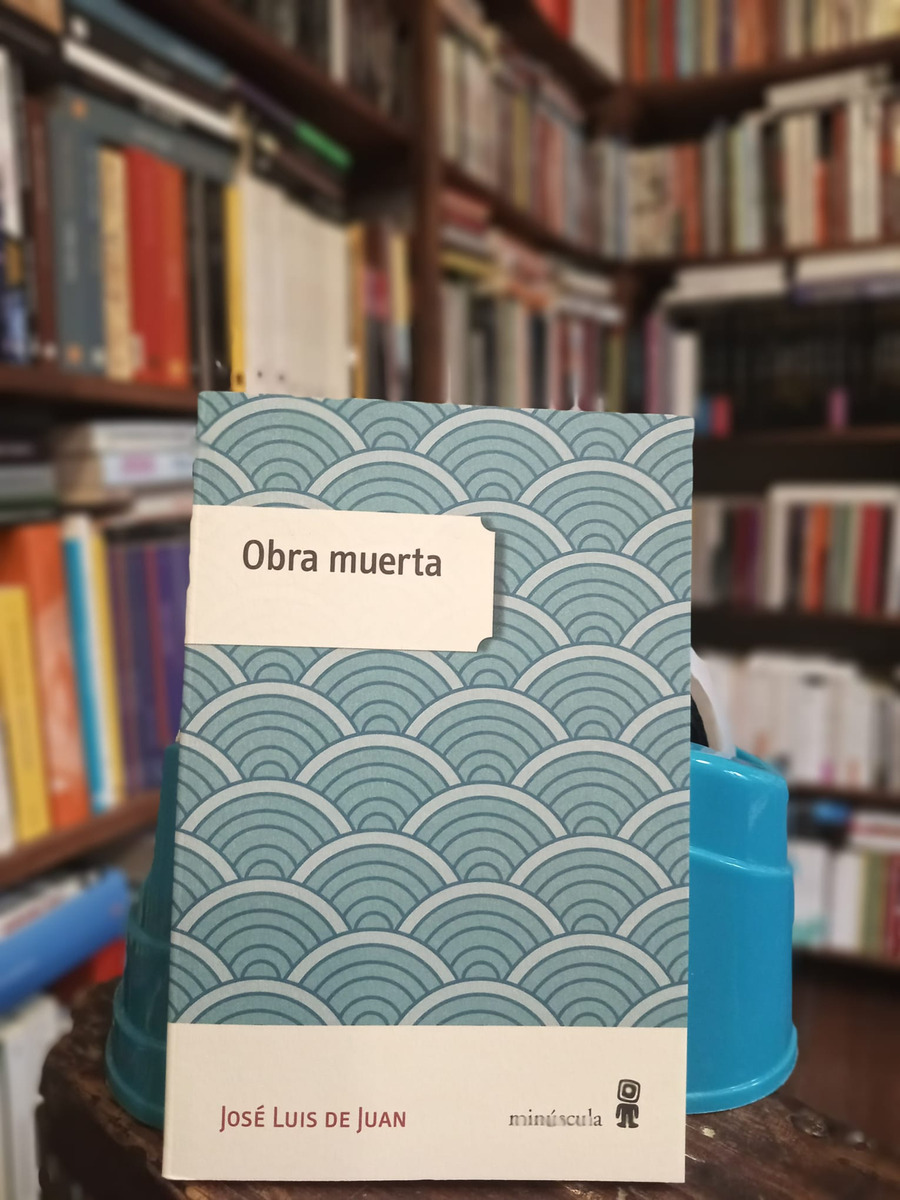 Obra muerta
JOSÉ LUIS DE JUAN
minúscula